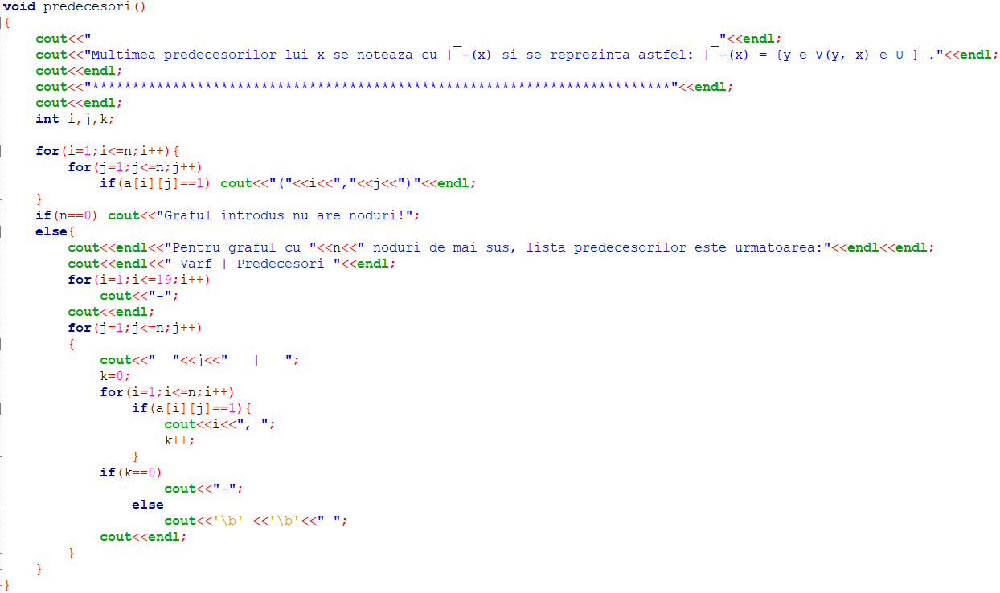 void predecesori()
{
    cout<<"                                                                              "<<endl;
    cout<<"Multimea predecesorilor lui x se noteaza cu |¯-(x) si se reprezinta astfel: |¯-(x) = {y e V(y, x) e U } ."<<endl;
    cout<<endl;
    cout<<"************************************************************************"<<endl;
    cout<<endl;
    int i,j,k;

    for(i=1;i<=n;i++){
        for(j=1;j<=n;j++)
            if(a[i][j]==1) cout<<"("<<i<<","<<j<<")"<<endl;
    }
    if(n==0) cout<<"Graful introdus nu are noduri!";
    else{
        cout<<endl<<"Pentru graful cu "<<n<<" noduri de mai sus, lista predecesorilor este urmatoarea:"<<endl<<endl;
        cout<<endl<<" Varf | Predecesori "<<endl;
        for(i=1;i<=19;i++)
            cout<<"-";
        cout<<endl;
        for(j=1;j<=n;j++)
        {
            cout<<"  "<<j<<"   |   ";
            k=0;
            for(i=1;i<=n;i++)
                if(a[i][j]==1){
                    cout<<i<<", ";
                    k++;
                }
            if(k==0)
                    cout<<"-";
                else
                    cout<<'\b' <<'\b'<<" ";
            cout<<endl;
        }
    }
}